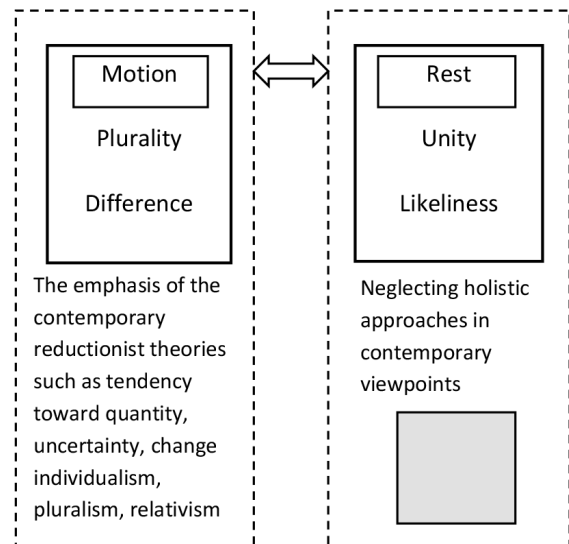 Motion
Plurality
Difference
The emphasis of the
contemporary
reductionist theories
such as tendency
toward quantity,
uncertainty, change
individualism,
pluralism, relativism
Rest
Unity
Likeliness
Neglecting holistic
approaches in
contemporary
viewpoints